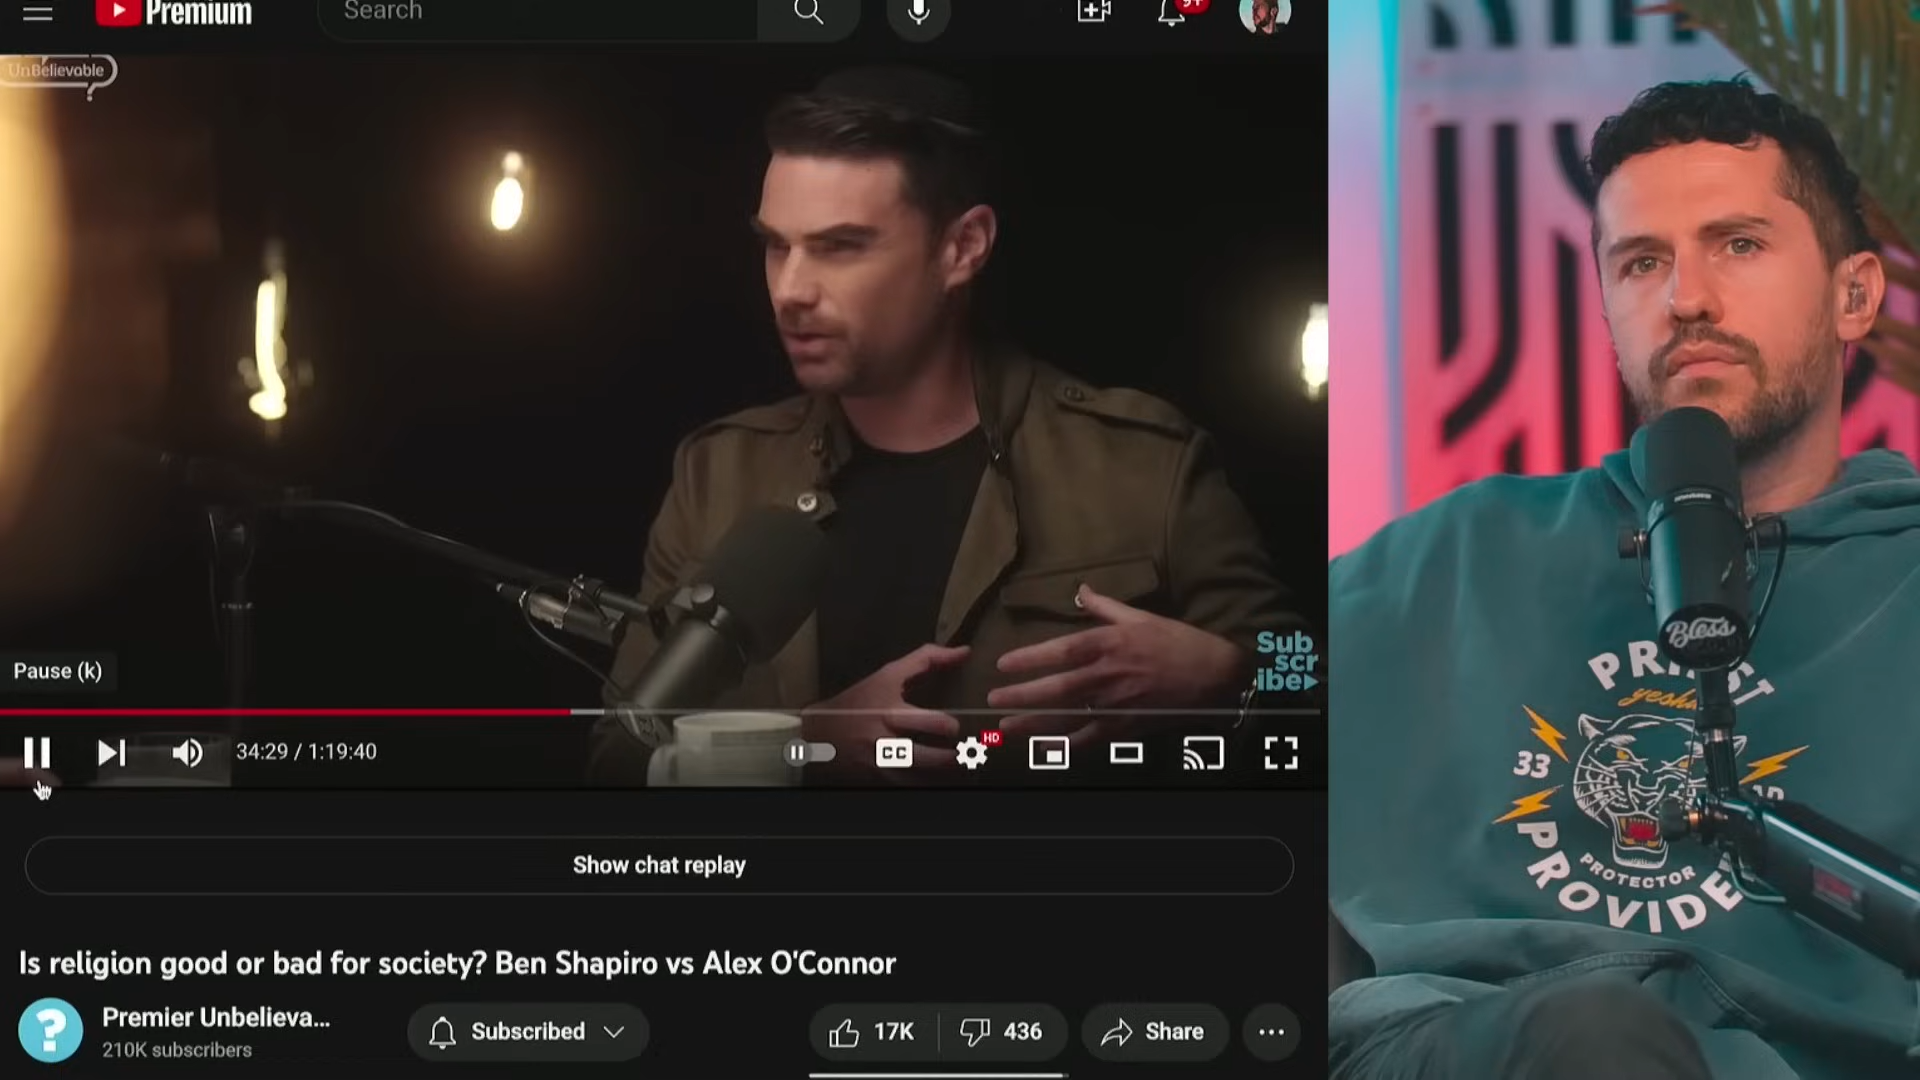 Premium
Search
9+
UnBelievable
?
Sub
scr
ibe
Pause (k)
34:29 / 1:19:40
CC
HD
Show chat replay
Is religion good or bad for society? Ben Shapiro vs Alex O'Connor
?
Premier Unbelieva...
210K subscribers
Subscribed
17K
436
Share
Bless
33
PROTECTOR